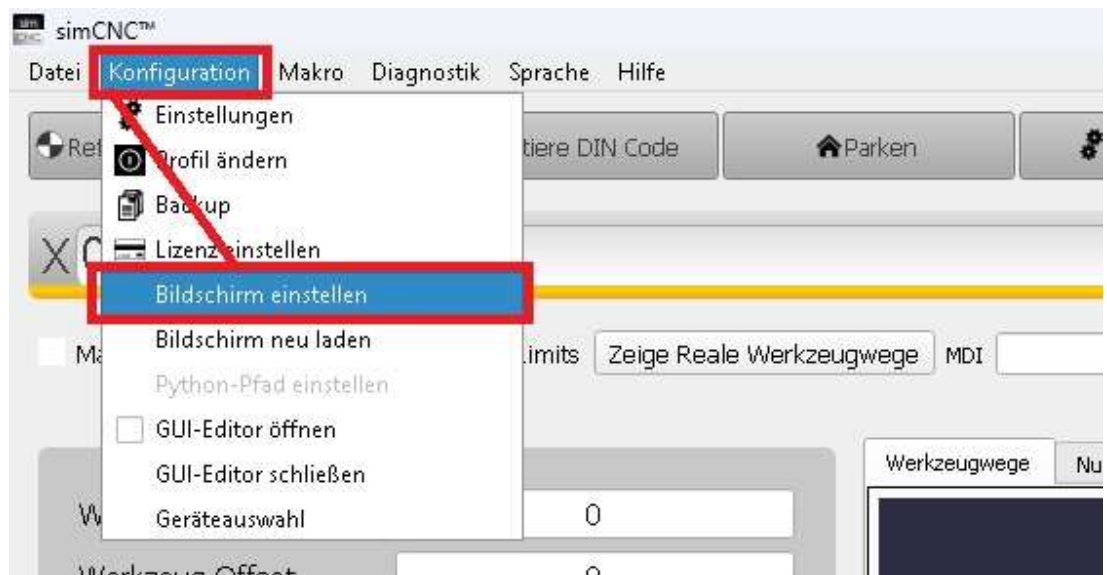 simCNC™
Datei Konfiguration Makro Diagnostik Sprache Hilfe
Einstellungen
tiere DIN Code
Parken
Profil ändern
Backup
X
Lizenz einstellen
Bildschirm einstellen
Bildschirm neu laden
Zeige Reale Werkzeugwege MDI
Python-Pfad einstellen
GUI-Editor öffnen
GUI-Editor schließen
Werkzeugwege
Geräteauswahl
0